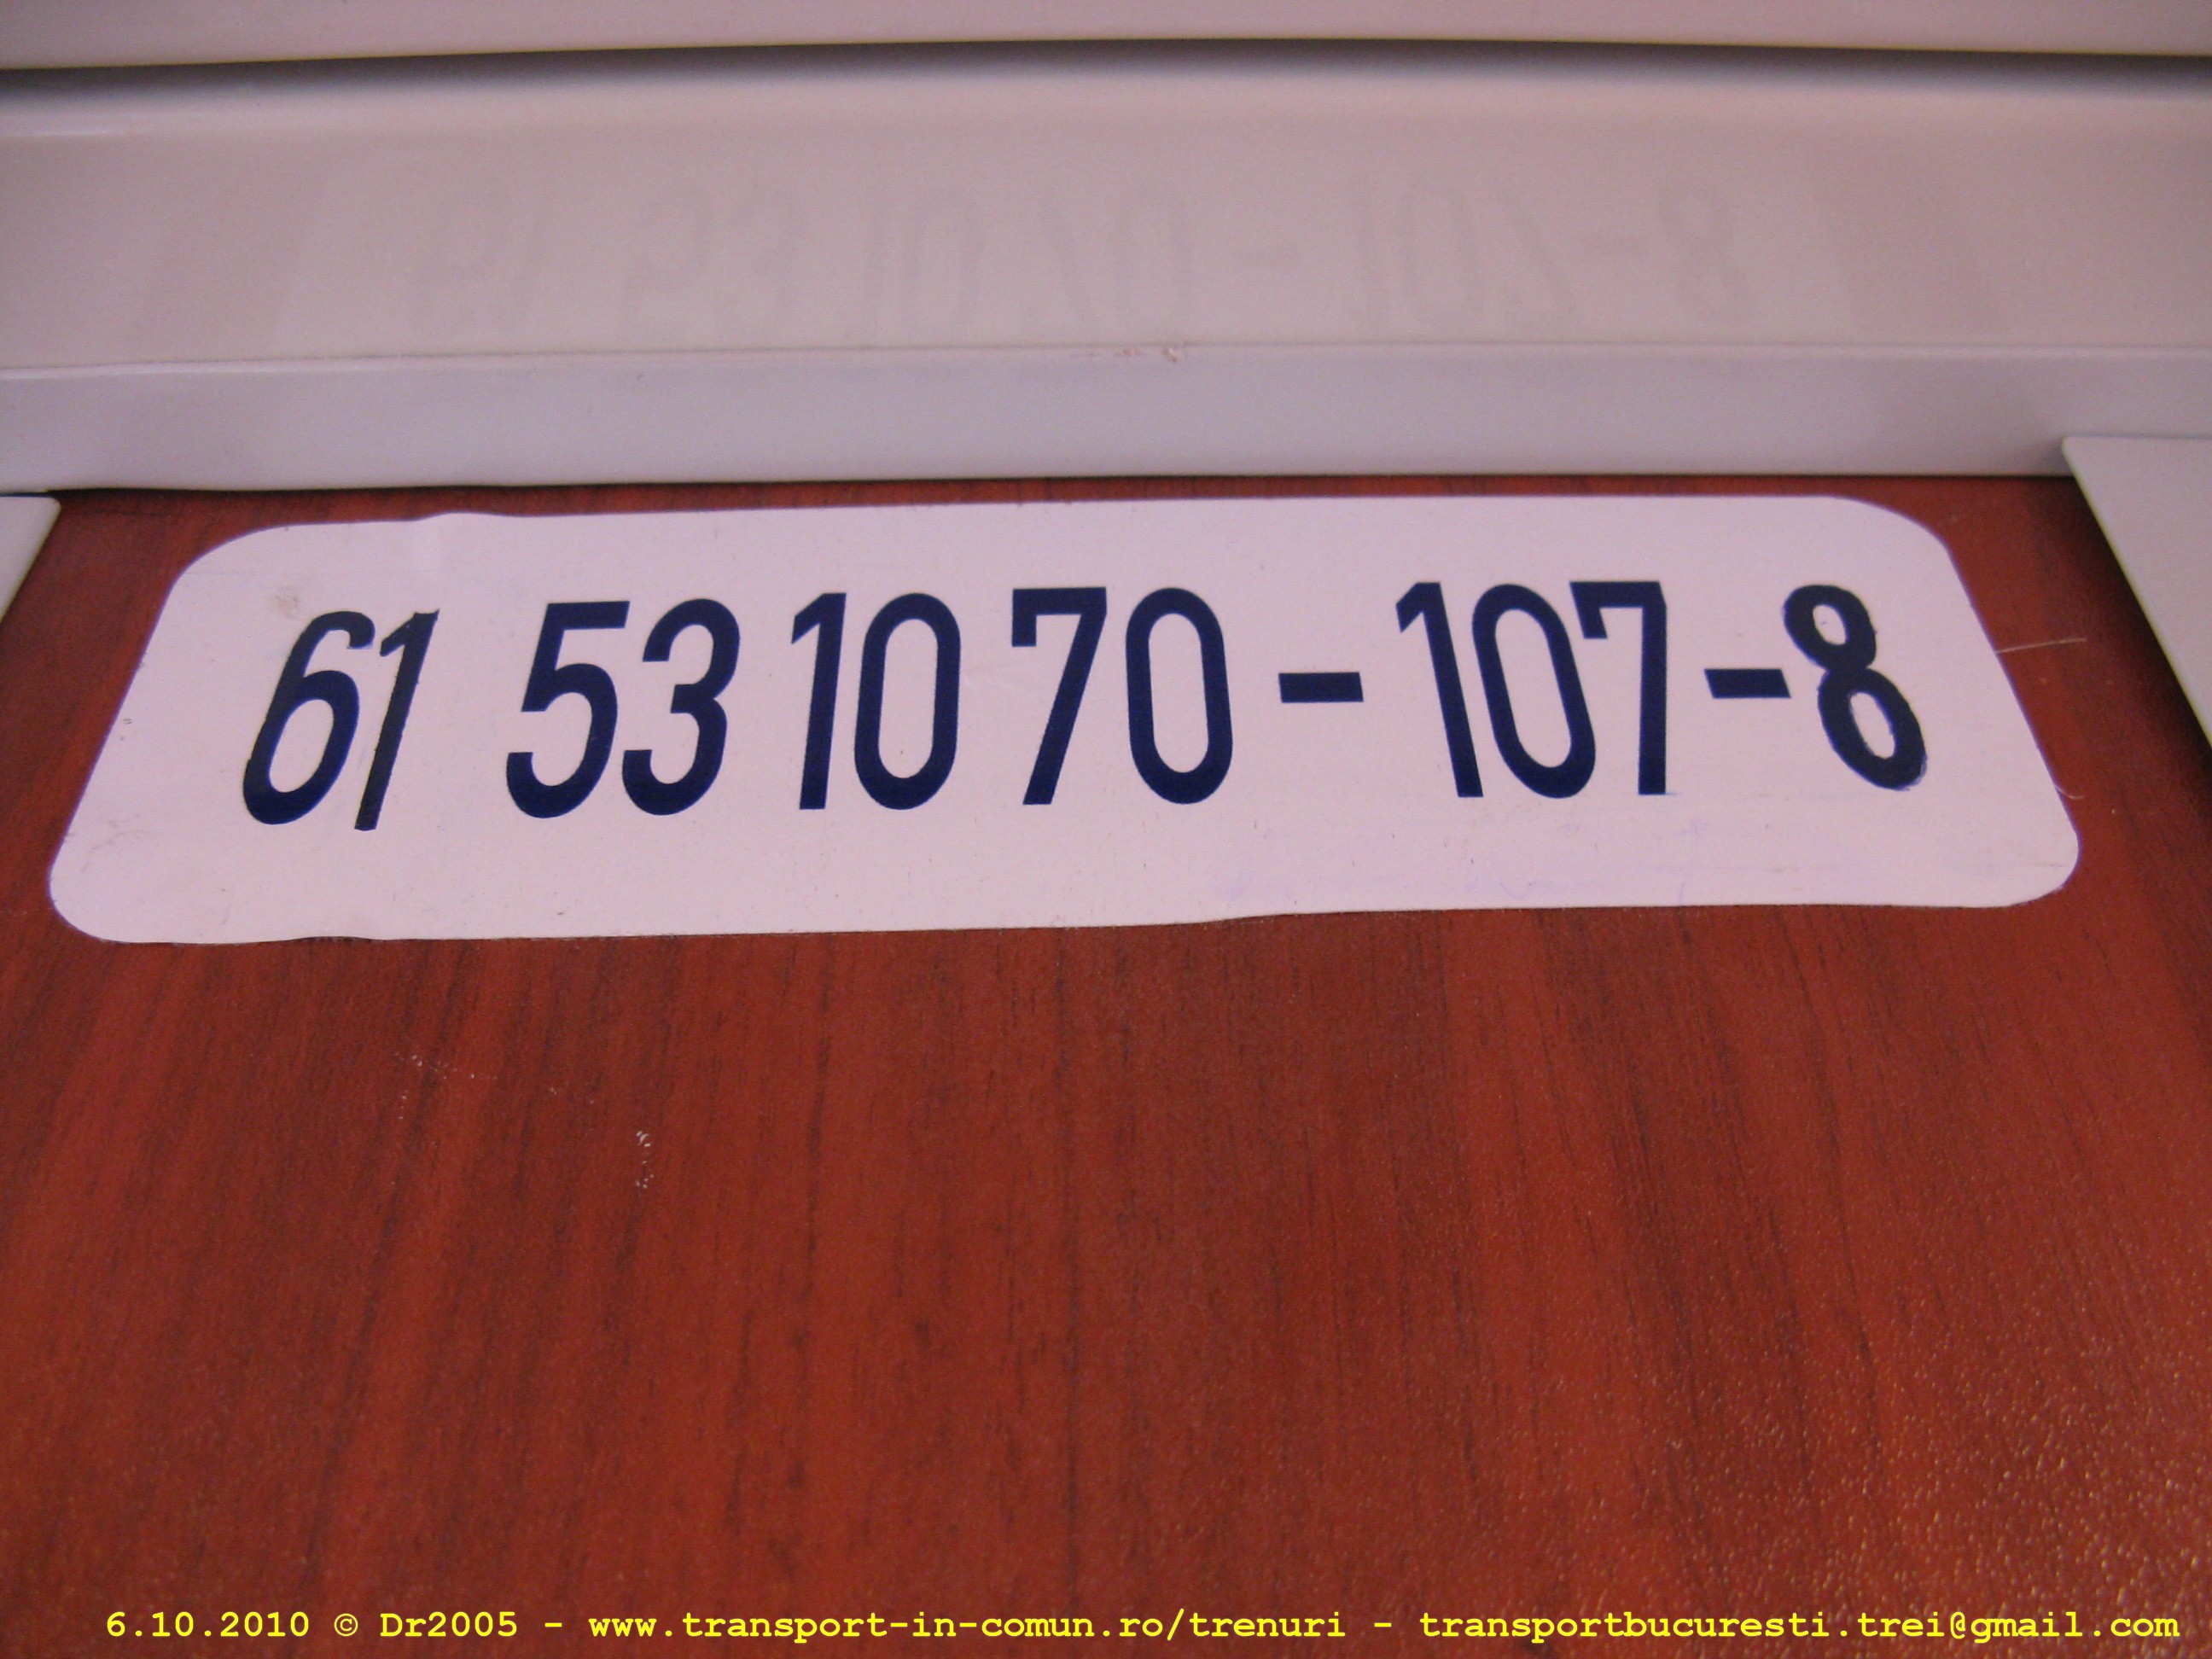 61 53 10 70 - 107-8
6.10.2010 © Dr2005 - www.transport-in-comun.ro/trenuri - transportbucuresti.trei@gmail.com